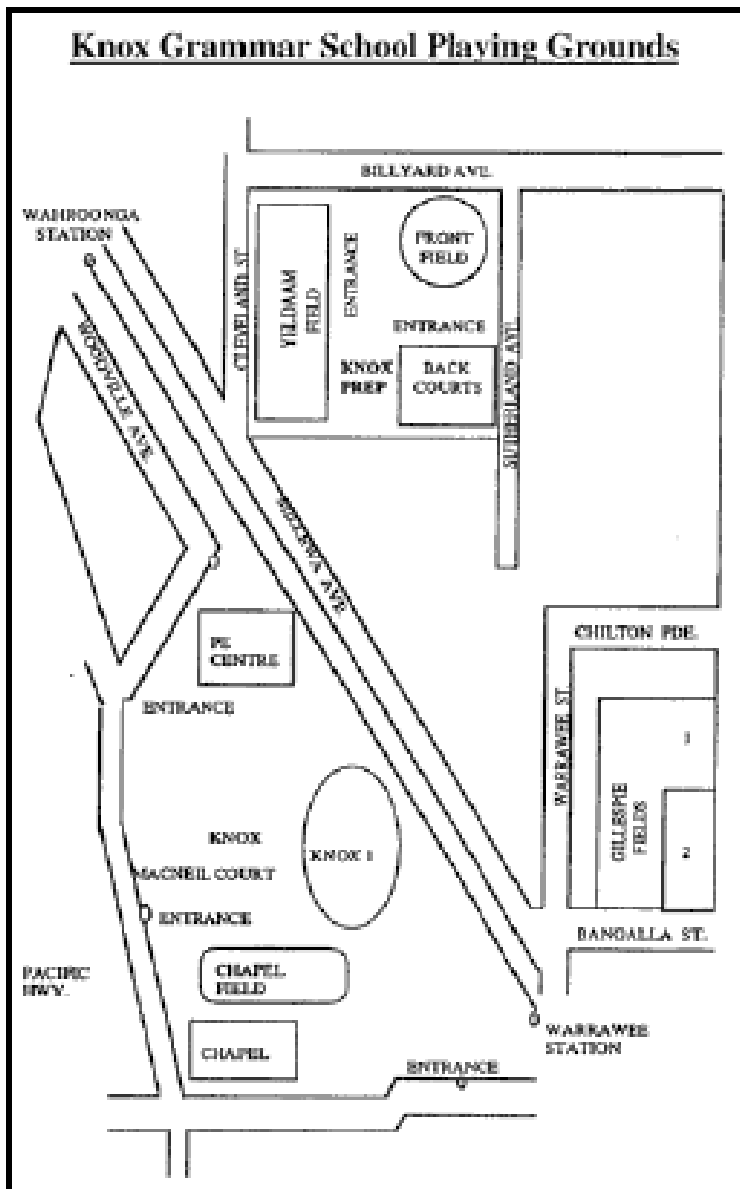 Knox Grammar School Playing Grounds
BILLYARD AVE.
WAHROONGA
STATION
CLEVELAND ST
YILDAAM
FIELD
ENTRANCE
FRONT
FIELD
ENTRANCE
KNOX
PREP
BACK
COURTS
SUTHERLAND AVE.
WOODVILLE AVE.
AVE.
PE
CENTRE
CHILTON PDE.
ENTRANCE
WARRAWEE ST.
1
GILLESPIE
FIELDS
2
KNOX
MACNEIL COURT
KNOX 1
ENTRANCE
BANGALLA ST.
PACIFIC
HWY.
CHAPEL
FIELD
WARRAWEE
STATION
CHAPEL
ENTRANCE